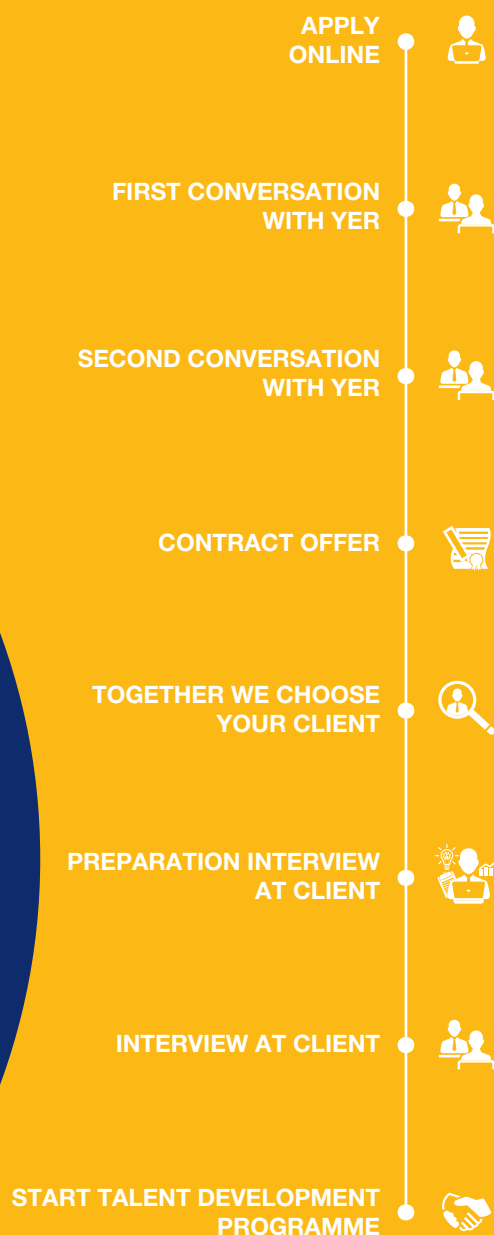 APPLY
ONLINE
FIRST CONVERSATION
WITH YER
SECOND CONVERSATION
WITH YER
CONTRACT OFFER
TOGETHER WE CHOOSE
YOUR CLIENT
PREPARATION INTERVIEW
AT CLIENT
INTERVIEW AT CLIENT
START TALENT DEVELOPMENT
PROGRAMME